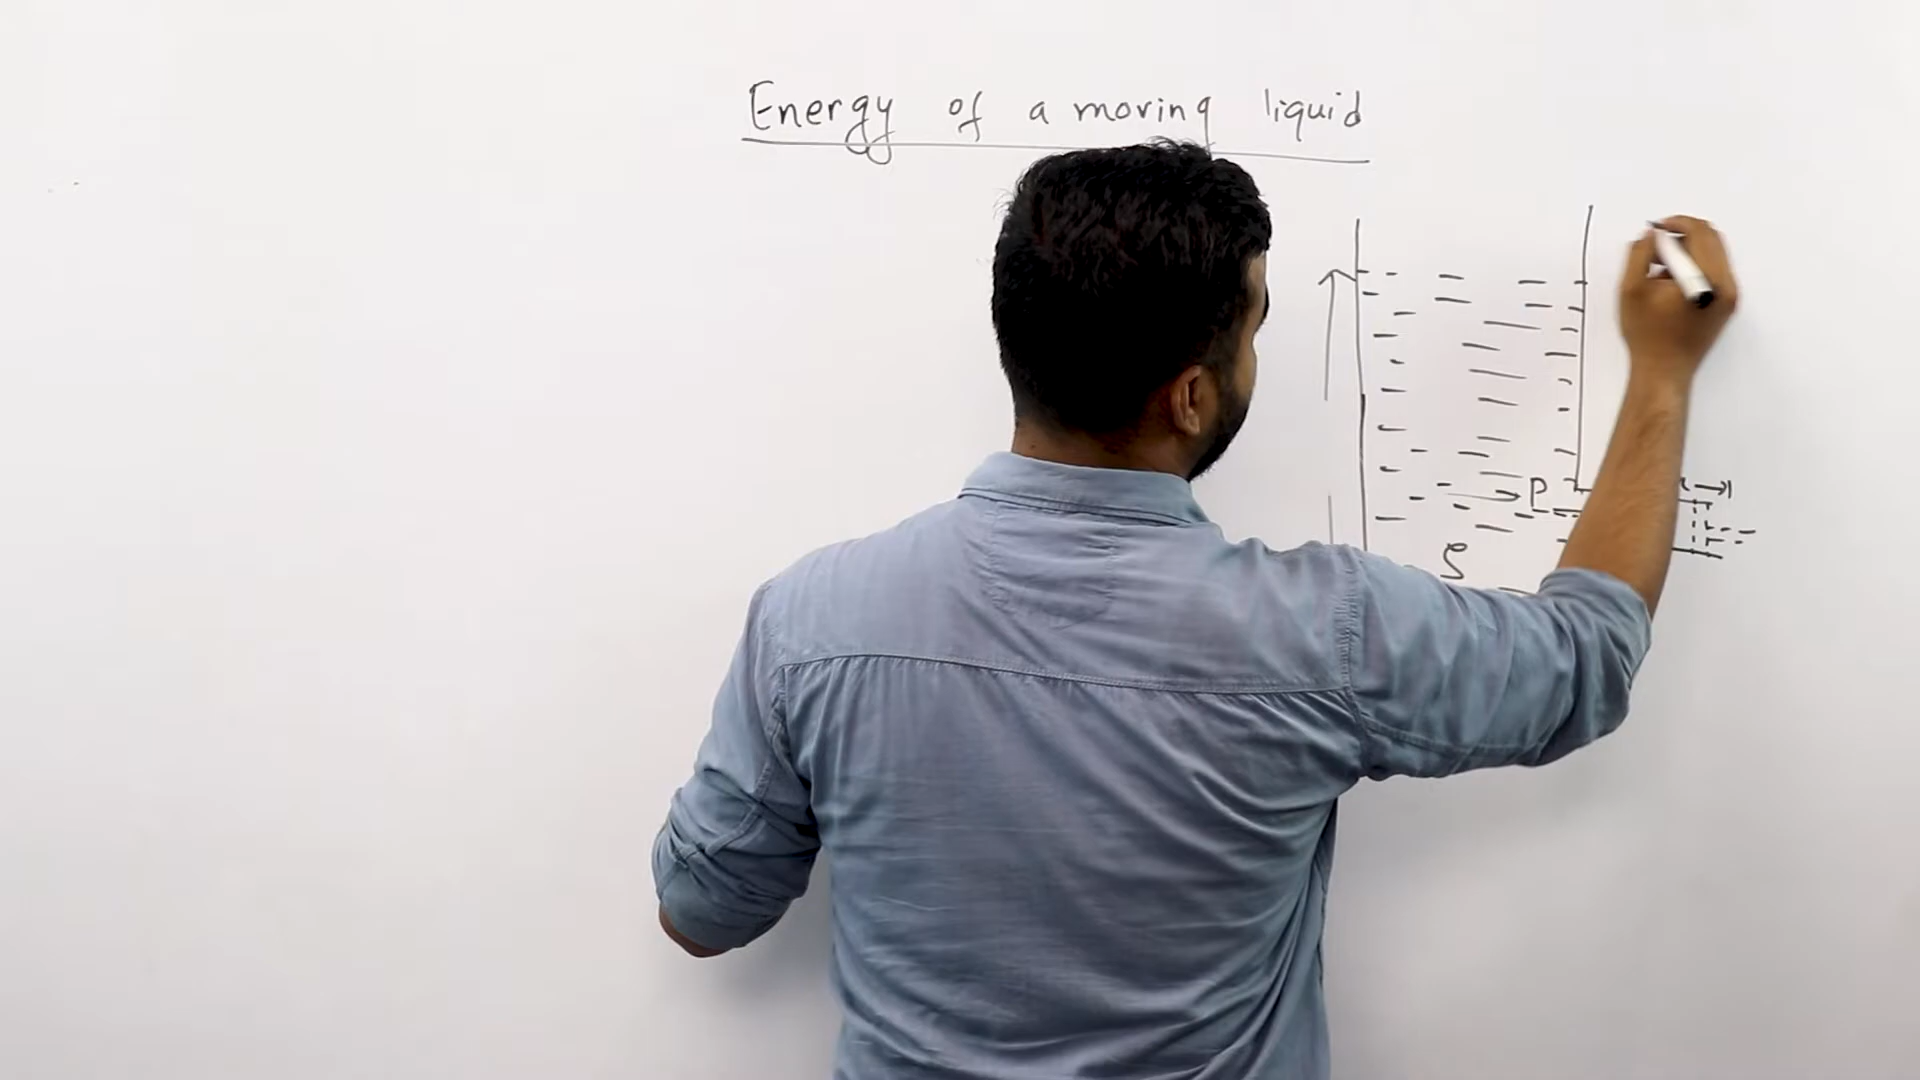 Energy of a moving liquid
P
ρ